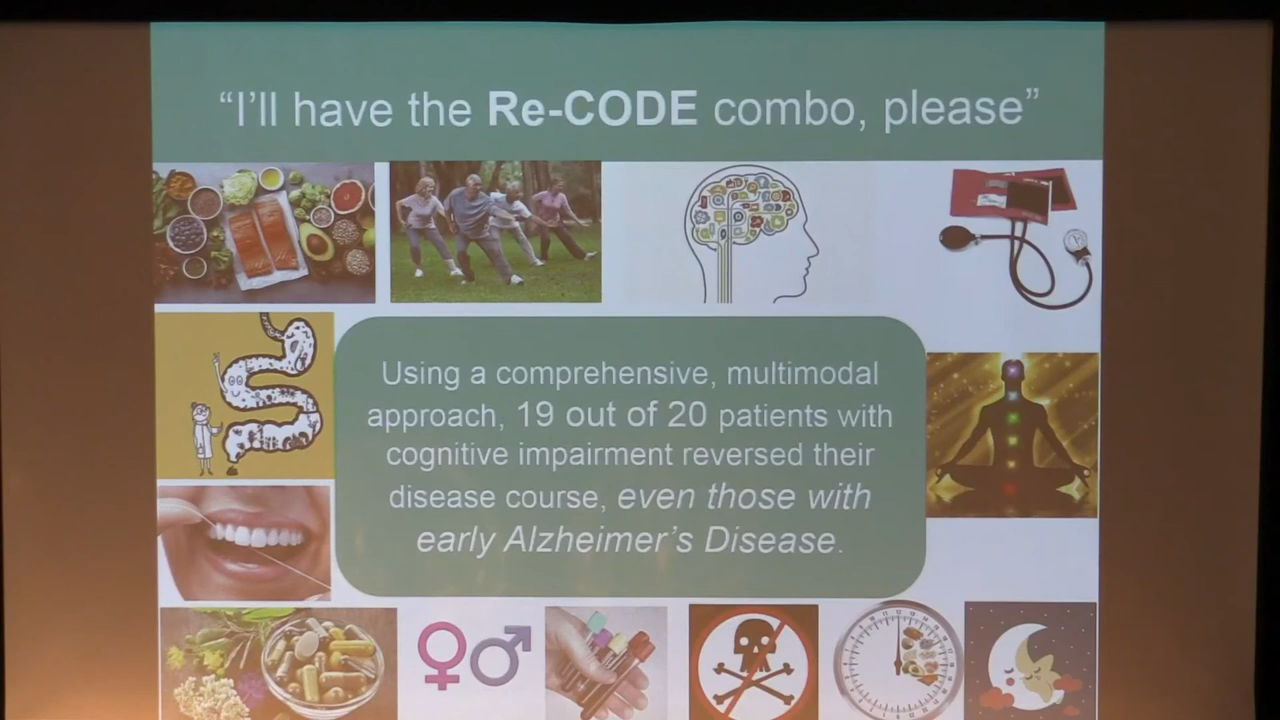 “I’ll have the Re-CODE combo, please”
Using a comprehensive, multimodal
approach, 19 out of 20 patients with
cognitive impairment reversed their
disease course, even those with
early Alzheimer’s Disease.